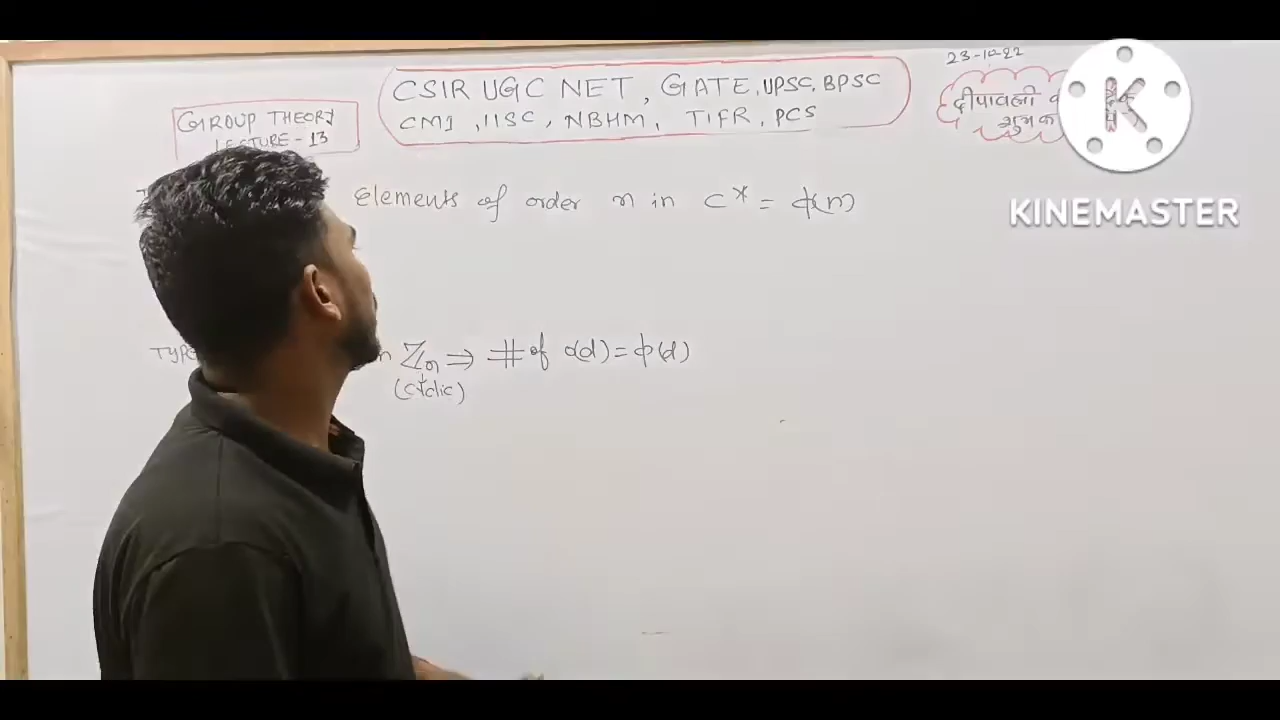 23-10-22
CSIR UGC NET, GATE, UPSC, BPSC
CMI, IISC, NBHM, TIFR, PCS
GROUP THEORY
LECTURE - 13
दीपावली
KINEMASTER
Elements of order n in C* = ϕ(n)
TYPE
Zn ⇒ # of o(d) = ϕ(d)
(cyclic)